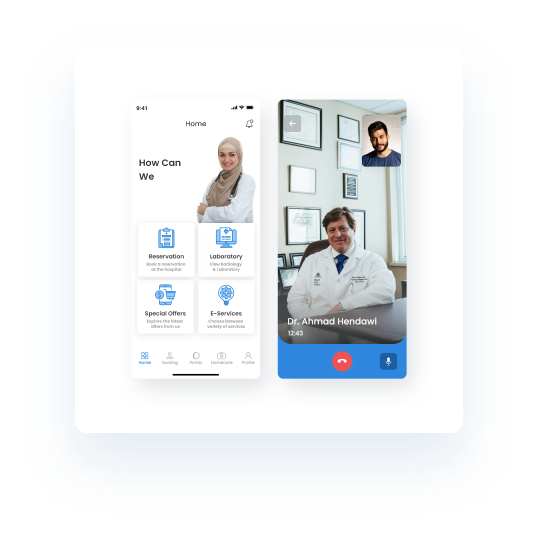 9:41
Home
How Can
We
Reservation
Book a reservation
of the hospital
Laboratory
View Radiology
& Laboratory
Special Offers
Explore the latest
offers from us
E-Services
Choose between
variety of services
Home
Nursing
Points
Homecare
Profile
Dr. Ahmad Hendawi
12:43